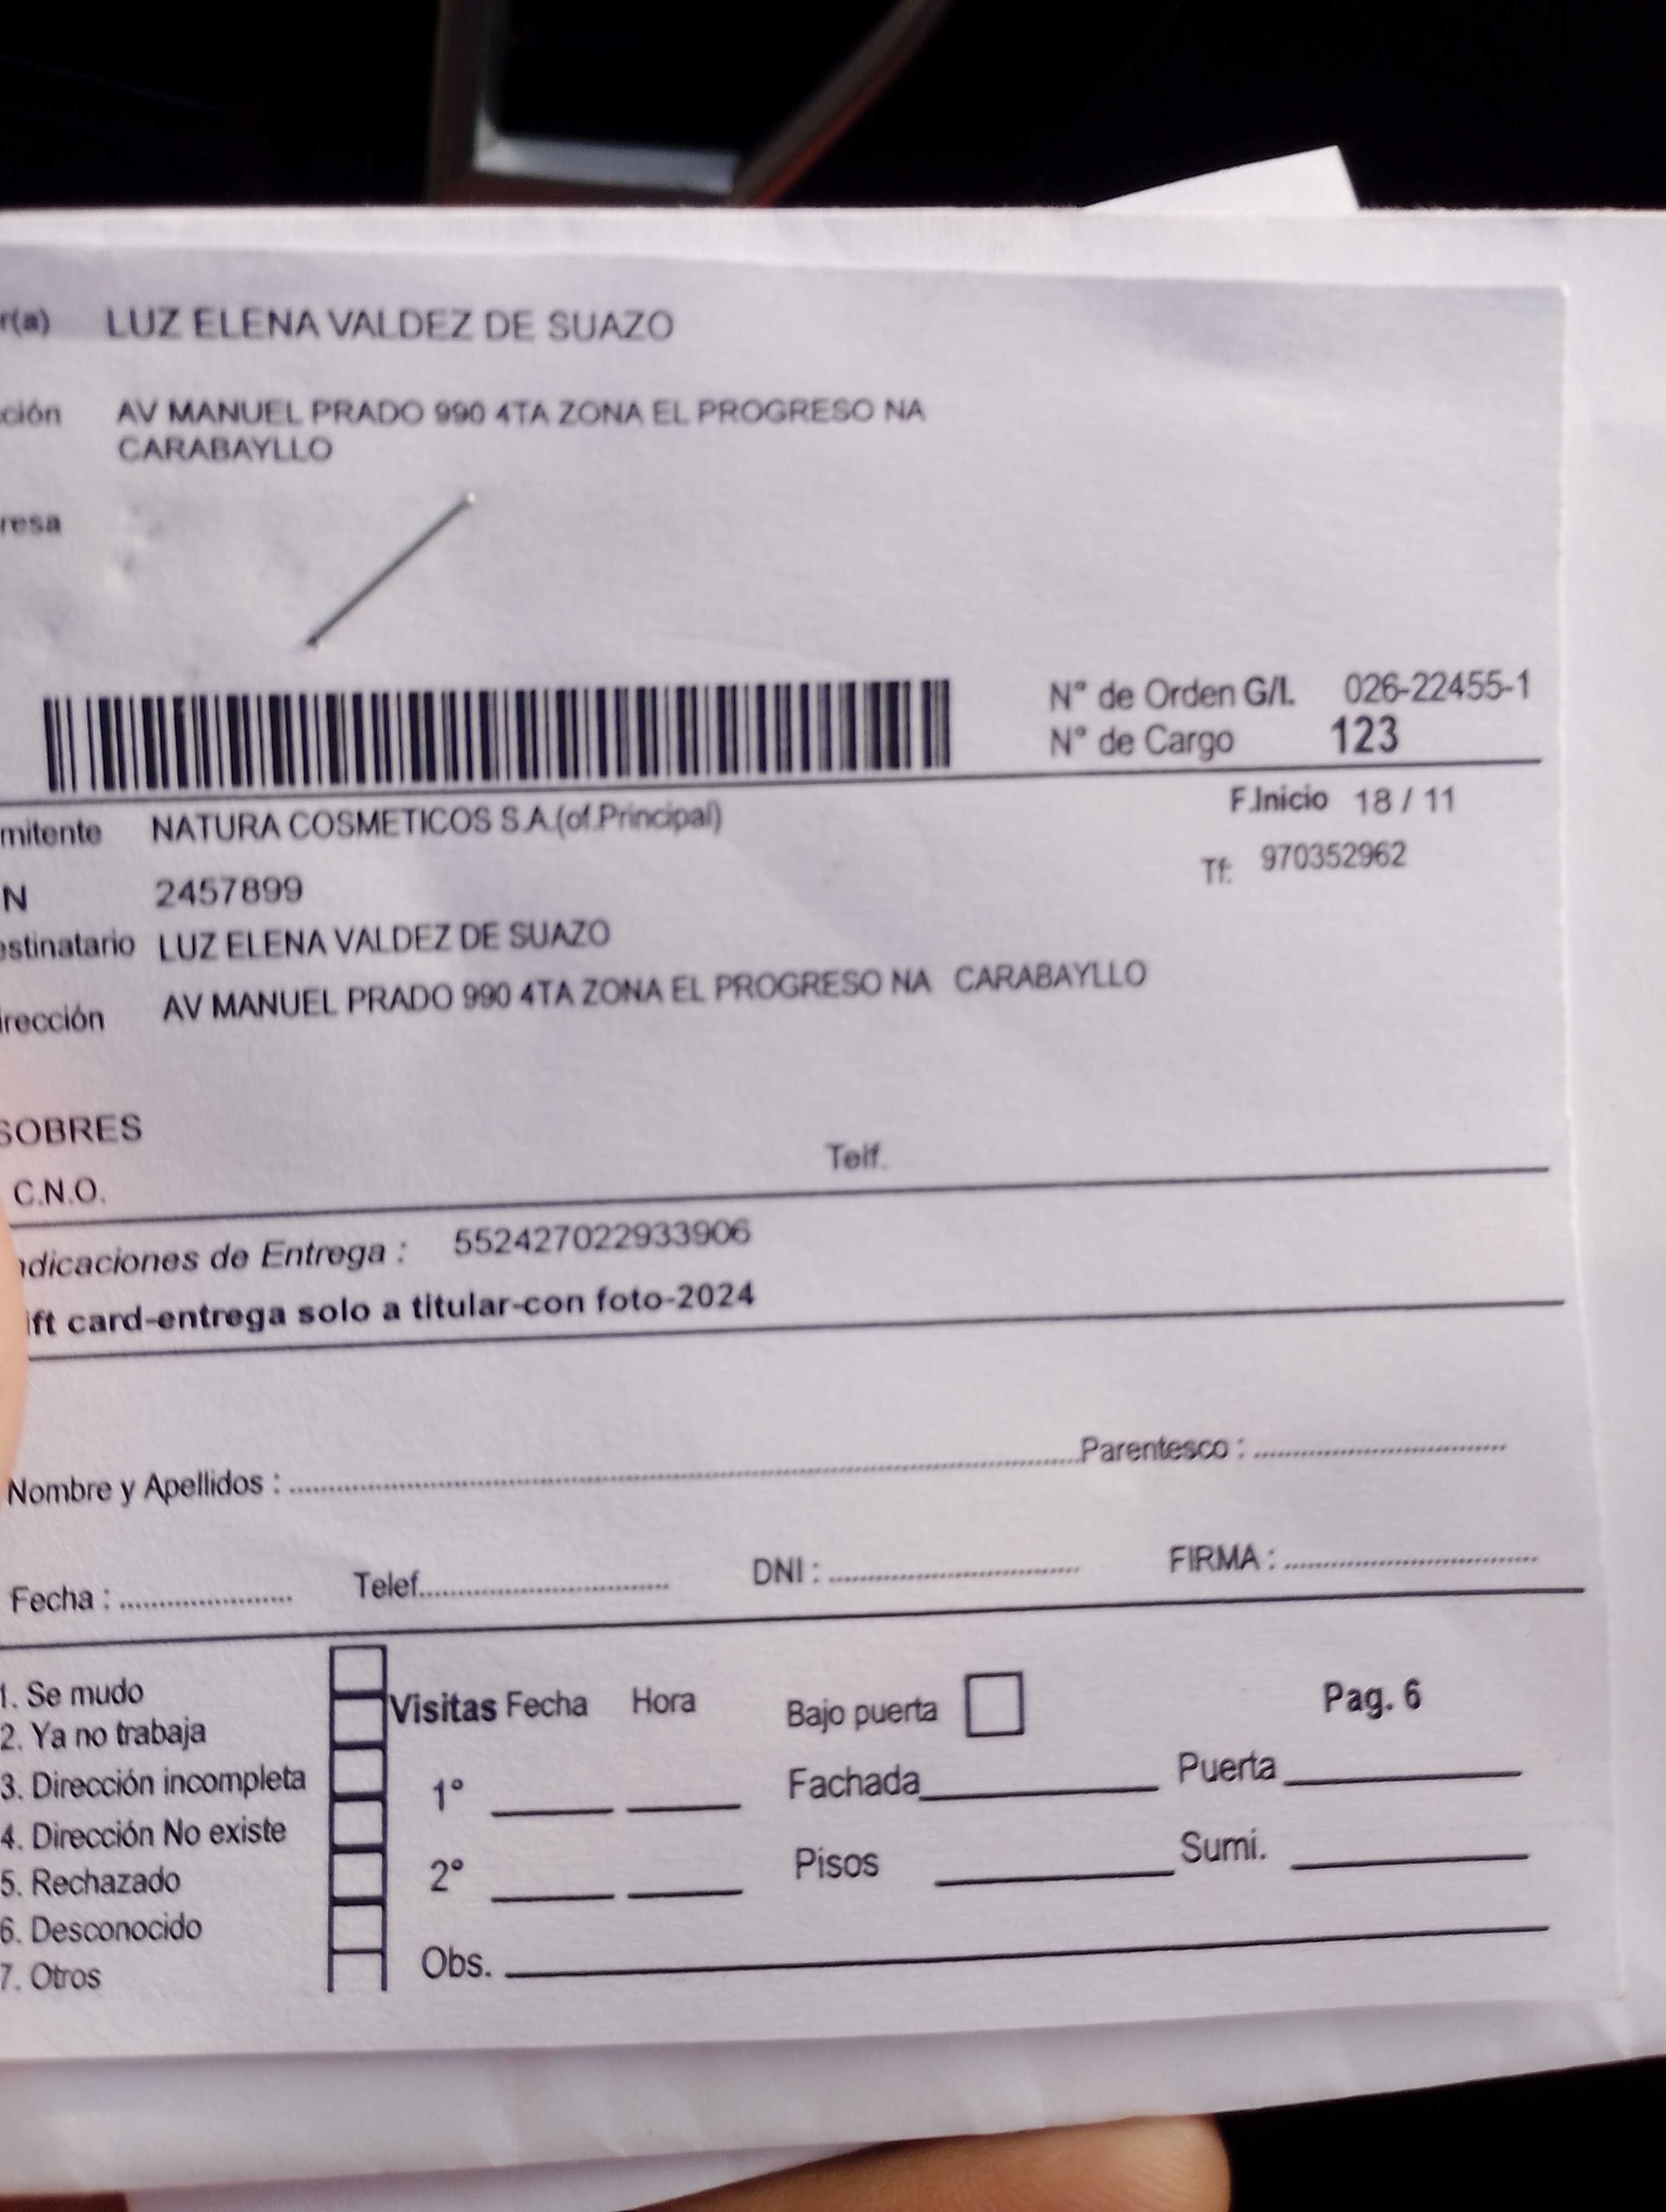 r(a) LUZ ELENA VALDEZ DE SUAZO
ción AV MANUEL PRADO 990 4TA ZONA EL PROGRESO NA
CARABAYLLO
resa
N° de Orden G/I. 026-22455-1
N° de Cargo 123
mitente NATURA COSMETICOS S.A.(of.Principal) F.Inicio 18 / 11
Tf: 970352962
N 2457899
estinatario LUZ ELENA VALDEZ DE SUAZO
irección AV MANUEL PRADO 990 4TA ZONA EL PROGRESO NA CARABAYLLO
SOBRES
Telf.
C.N.O.
ndicaciones de Entrega : 552427022933906
ift card-entrega solo a titular-con foto-2024
Nombre y Apellidos : Parentesco :
Fecha : Telef. DNI : FIRMA :
1. Se mudo
2. Ya no trabaja
3. Dirección incompleta
4. Dirección No existe
5. Rechazado
6. Desconocido
7. Otros
Visitas Fecha Hora Bajo puerta Pag. 6
1° Fachada Puerta
2° Pisos Sumi.
Obs.